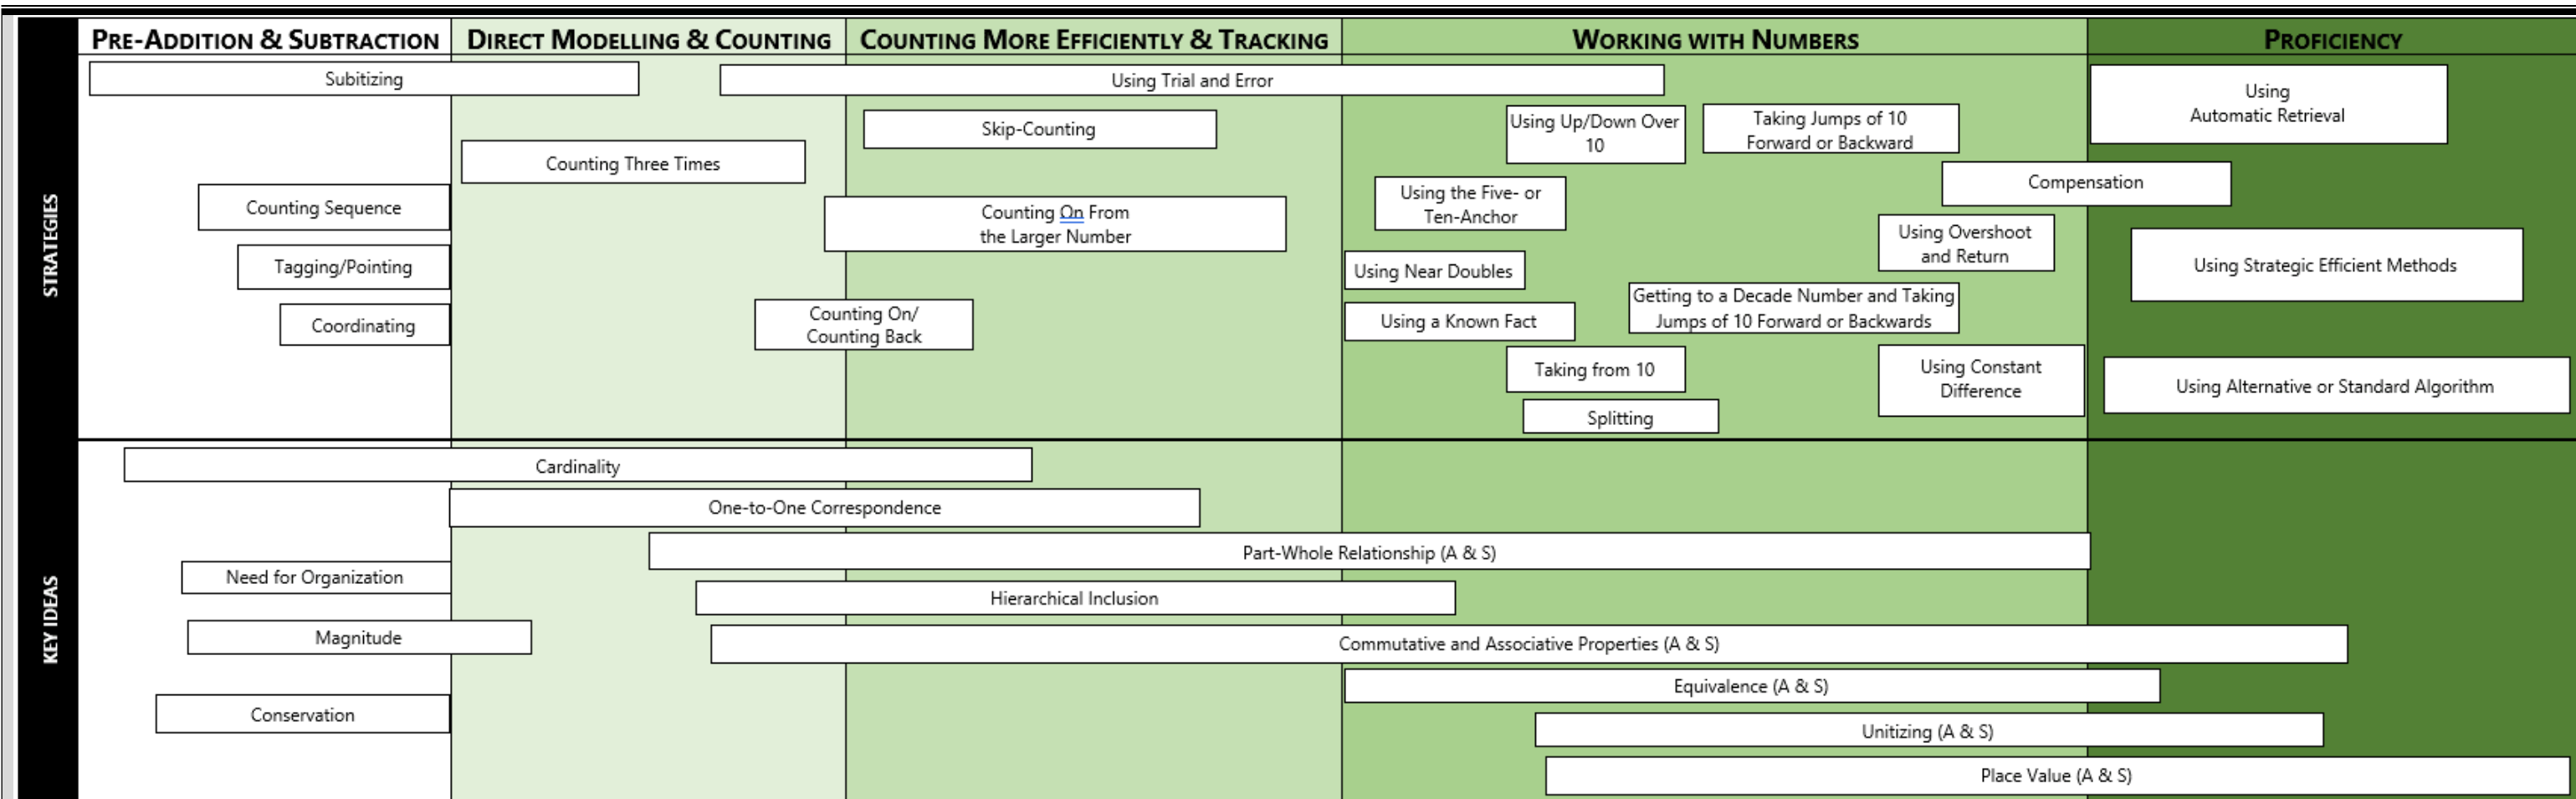 PRE-ADDITION & SUBTRACTION
DIRECT MODELLING & COUNTING
COUNTING MORE EFFICIENTLY & TRACKING
WORKING WITH NUMBERS
PROFICIENCY
STRATEGIES
Subitizing
Using Trial and Error
Using
Automatic Retrieval
Skip-Counting
Using Up/Down Over
10
Taking Jumps of 10
Forward or Backward
Counting Three Times
Compensation
Using the Five- or
Ten-Anchor
Counting Sequence
Counting On From
the Larger Number
Using Overshoot
and Return
Tagging/Pointing
Using Near Doubles
Using Strategic Efficient Methods
Getting to a Decade Number and Taking
Jumps of 10 Forward or Backwards
Coordinating
Counting On/
Counting Back
Using a Known Fact
Taking from 10
Using Constant
Difference
Using Alternative or Standard Algorithm
Splitting
KEY IDEAS
Cardinality
One-to-One Correspondence
Part-Whole Relationship (A & S)
Need for Organization
Hierarchical Inclusion
Magnitude
Commutative and Associative Properties (A & S)
Equivalence (A & S)
Conservation
Unitizing (A & S)
Place Value (A & S)